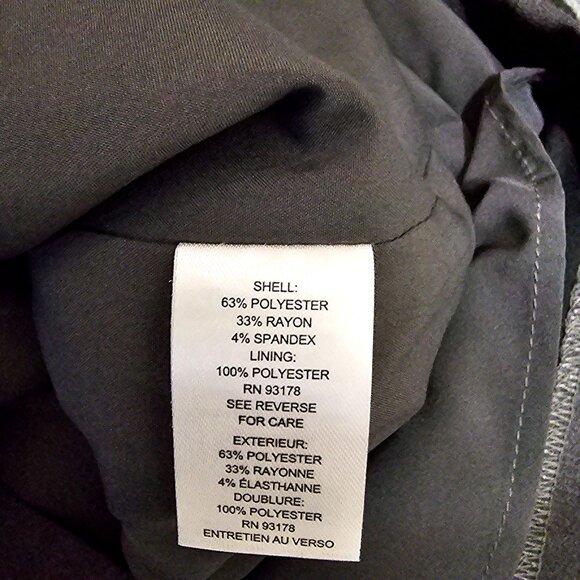 SHELL:
63% POLYESTER
33% RAYON
4% SPANDEX
LINING:
100% POLYESTER
RN 93178
SEE REVERSE
FOR CARE
EXTERIEUR:
63% POLYESTER
33% RAYONNE
4% ÉLASTHANNE
DOUBLURE:
100% POLYESTER
RN 93178
ENTRETIEN AU VERSO